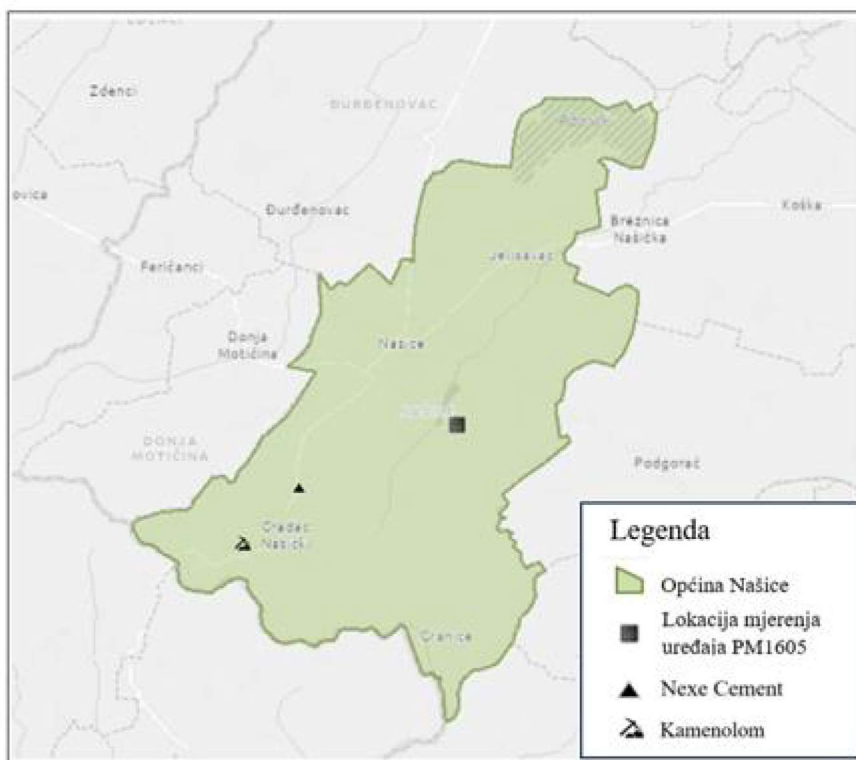 Zdenci
ĐURĐENOVAC
ovica
Đurđenovac
Koška
Breznica
Našička
Jelisavac
Feričanci
Donja
Motičina
Našice
DONJA
MOTIČINA
Podgorač
Gradac
Našički
Granice
Legenda
Općina Našice
Lokacija mjerenja
uređaja PM1605
Nexe Cement
Kamenolom